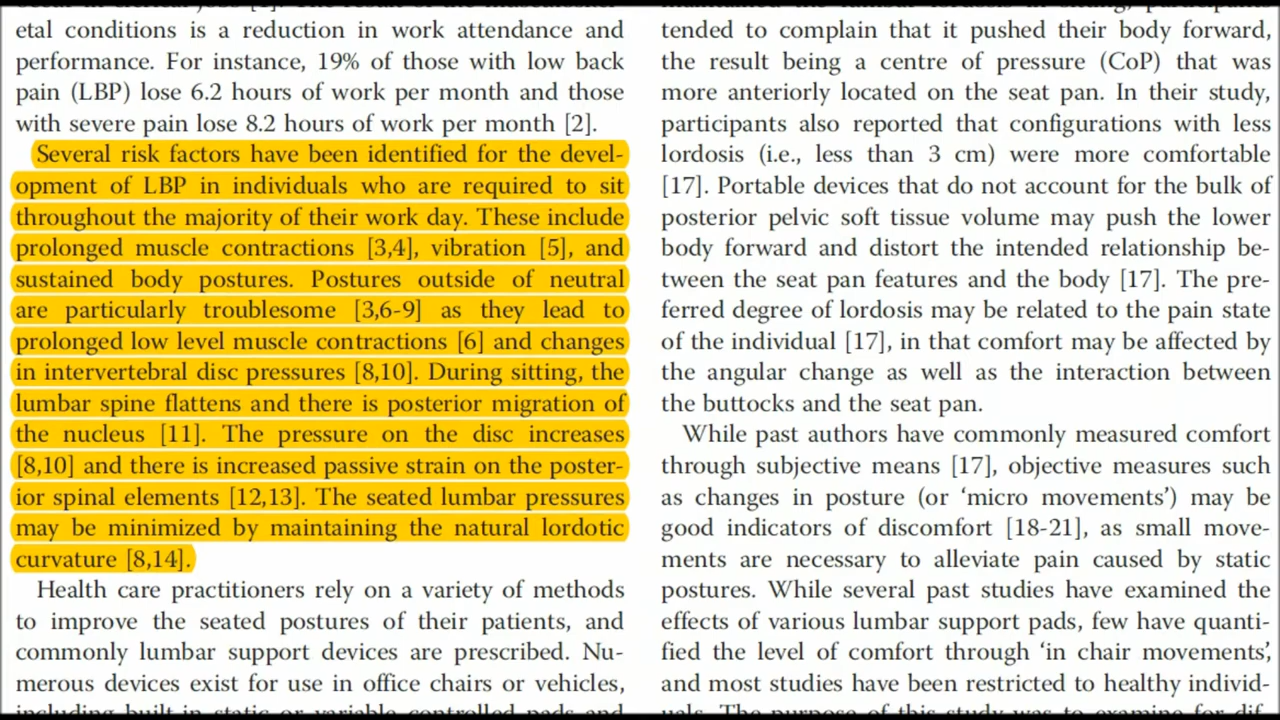 etal conditions is a reduction in work attendance and
performance. For instance, 19% of those with low back
pain (LBP) lose 6.2 hours of work per month and those
with severe pain lose 8.2 hours of work per month [2].
Several risk factors have been identified for the devel-
opment of LBP in individuals who are required to sit
throughout the majority of their work day. These include
prolonged muscle contractions [3,4], vibration [5], and
sustained body postures. Postures outside of neutral
are particularly troublesome [3,6-9] as they lead to
prolonged low level muscle contractions [6] and changes
in intervertebral disc pressures [8,10]. During sitting, the
lumbar spine flattens and there is posterior migration of
the nucleus [11]. The pressure on the disc increases
[8,10] and there is increased passive strain on the poster-
ior spinal elements [12,13]. The seated lumbar pressures
may be minimized by maintaining the natural lordotic
curvature [8,14].
Health care practitioners rely on a variety of methods
to improve the seated postures of their patients, and
commonly lumbar support devices are prescribed. Nu-
merous devices exist for use in office chairs or vehicles,
including built in static or variable controlled pads and
tended to complain that it pushed their body forward,
the result being a centre of pressure (CoP) that was
more anteriorly located on the seat pan. In their study,
participants also reported that configurations with less
lordosis (i.e., less than 3 cm) were more comfortable
[17]. Portable devices that do not account for the bulk of
posterior pelvic soft tissue volume may push the lower
body forward and distort the intended relationship be-
tween the seat pan features and the body [17]. The pre-
ferred degree of lordosis may be related to the pain state
of the individual [17], in that comfort may be affected by
the angular change as well as the interaction between
the buttocks and the seat pan.
While past authors have commonly measured comfort
through subjective means [17], objective measures such
as changes in posture (or ‘micro movements’) may be
good indicators of discomfort [18-21], as small move-
ments are necessary to alleviate pain caused by static
postures. While several past studies have examined the
effects of various lumbar support pads, few have quanti-
fied the level of comfort through ‘in chair movements’,
and most studies have been restricted to healthy individ-
uals. The purpose of this study was to examine for dif-